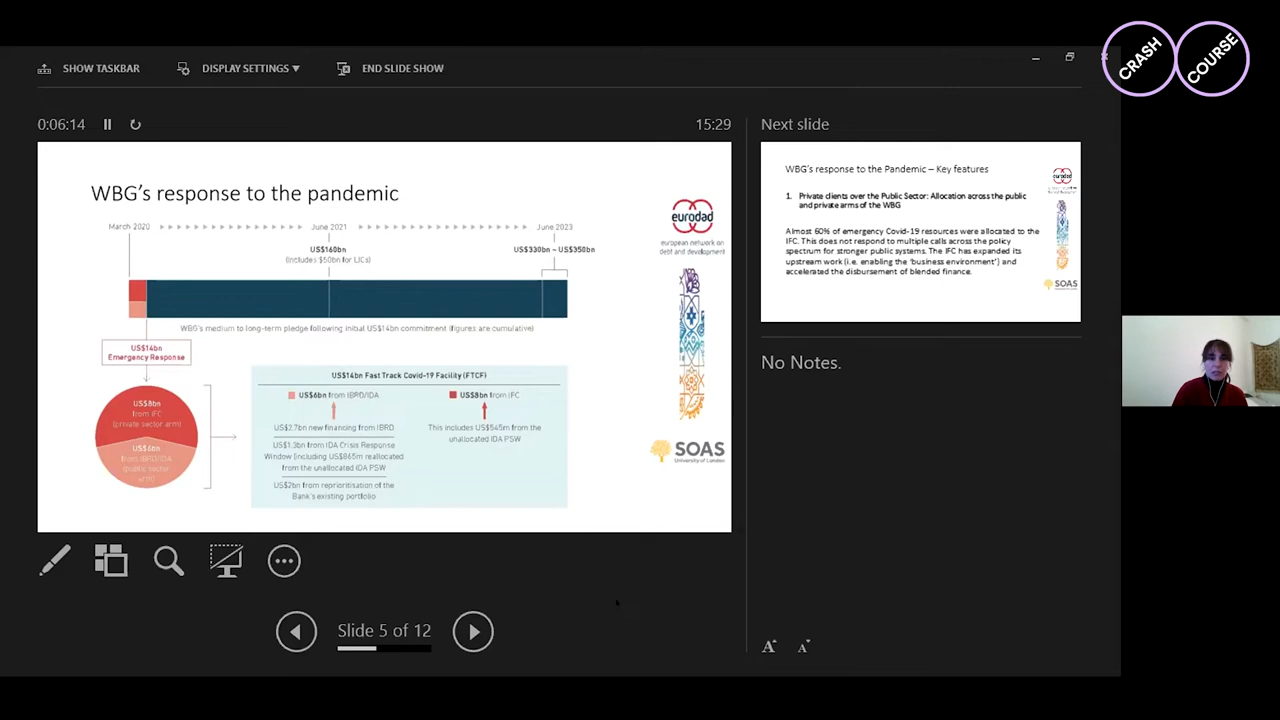 CRASH
COURSE
SHOW TASKBAR
DISPLAY SETTINGS ▼
END SLIDE SHOW
0:06:14
15:29
Next slide
WBG's response to the pandemic
March 2020
June 2021
June 2023
US$160bn
(includes $50bn for LICs)
US$330bn – US$350bn
WBG's medium to long-term pledge following initial US$14bn commitment (figures are cumulative)
US$14bn
Emergency Response
US$8bn
from IFC
(private sector arm)
US$6bn
from IBRD/IDA
(public sector
arm)
US$14bn Fast Track Covid-19 Facility (FTCF)
US$6bn from IBRD/IDA
US$2.7bn new financing from IBRD
US$1.3bn from IDA Crisis Response
Window (including US$865m reallocated
from the unallocated IDA PSW
US$2bn from reprioritisation of the
Bank's existing portfolio
US$8bn from IFC
This includes US$545m from the
unallocated IDA PSW
eurodad
european network on
debt and development
SOAS
University of London
WBG's response to the Pandemic – Key features
1. Private clients over the Public Sector: Allocation across the public
and private arms of the WBG
Almost 60% of emergency Covid-19 resources were allocated to the
IFC. This does not respond to multiple calls across the policy
spectrum for stronger public systems. The IFC has expanded its
upstream work (i.e. enabling the 'business environment') and
accelerated the disbursement of blended finance.
eurodad
SOAS
No Notes.
Slide 5 of 12
A
A